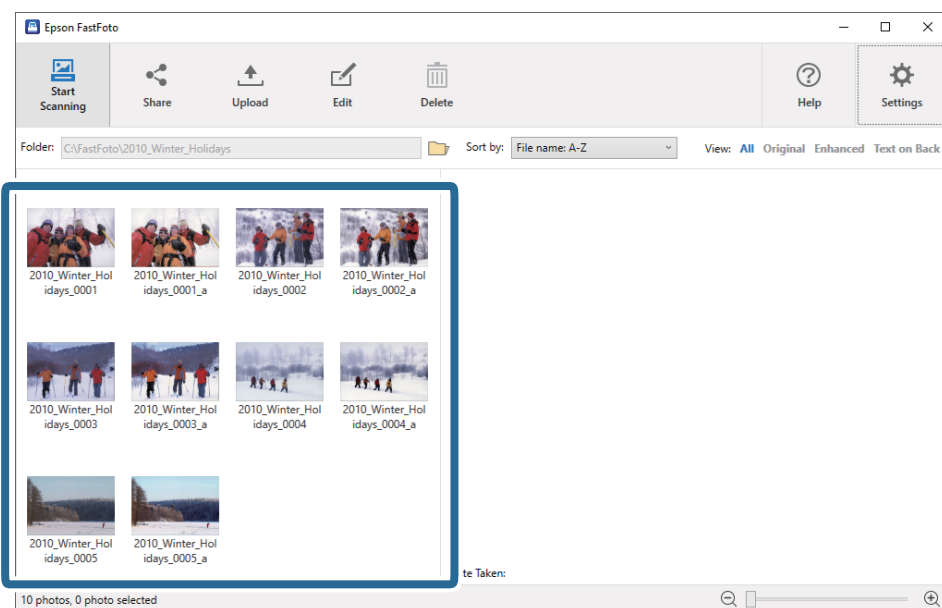 Epson FastFoto
Start
Scanning
Share
Upload
Edit
Delete
Help
Settings
Folder: C:\FastFoto\2010_Winter_Holidays
Sort by: File name: A-Z
View: All Original Enhanced Text on Back
2010_Winter_Hol
idays_0001
2010_Winter_Hol
idays_0001_a
2010_Winter_Hol
idays_0002
2010_Winter_Hol
idays_0002_a
2010_Winter_Hol
idays_0003
2010_Winter_Hol
idays_0003_a
2010_Winter_Hol
idays_0004
2010_Winter_Hol
idays_0004_a
2010_Winter_Hol
idays_0005
2010_Winter_Hol
idays_0005_a
te Taken:
10 photos, 0 photo selected